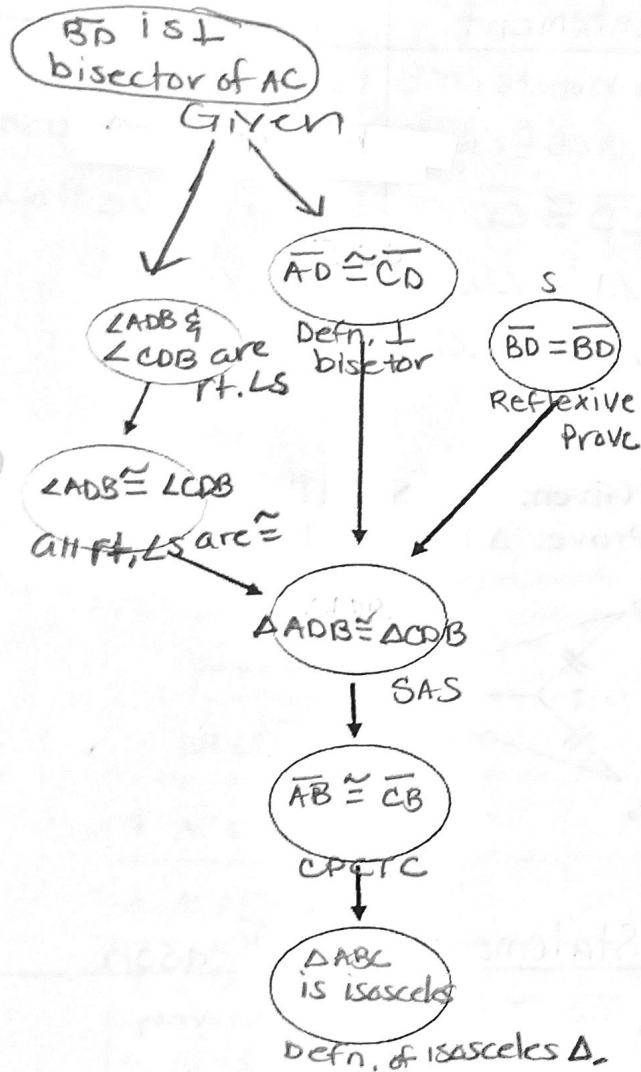 BD is ⊥
bisector of AC
Given
AD ≅ CD
Defn. ⊥
bisetor
S
BD = BD
Reflexive
Prove
∠ADB &
∠CDB are
rt. ∠s
∠ADB ≅ ∠CDB
all rt, ∠s are ≅
△ADB ≅ △CDB
SAS
AB ≅ CB
CPCTC
△ABC
is isosceles
Defn. of isosceles △.